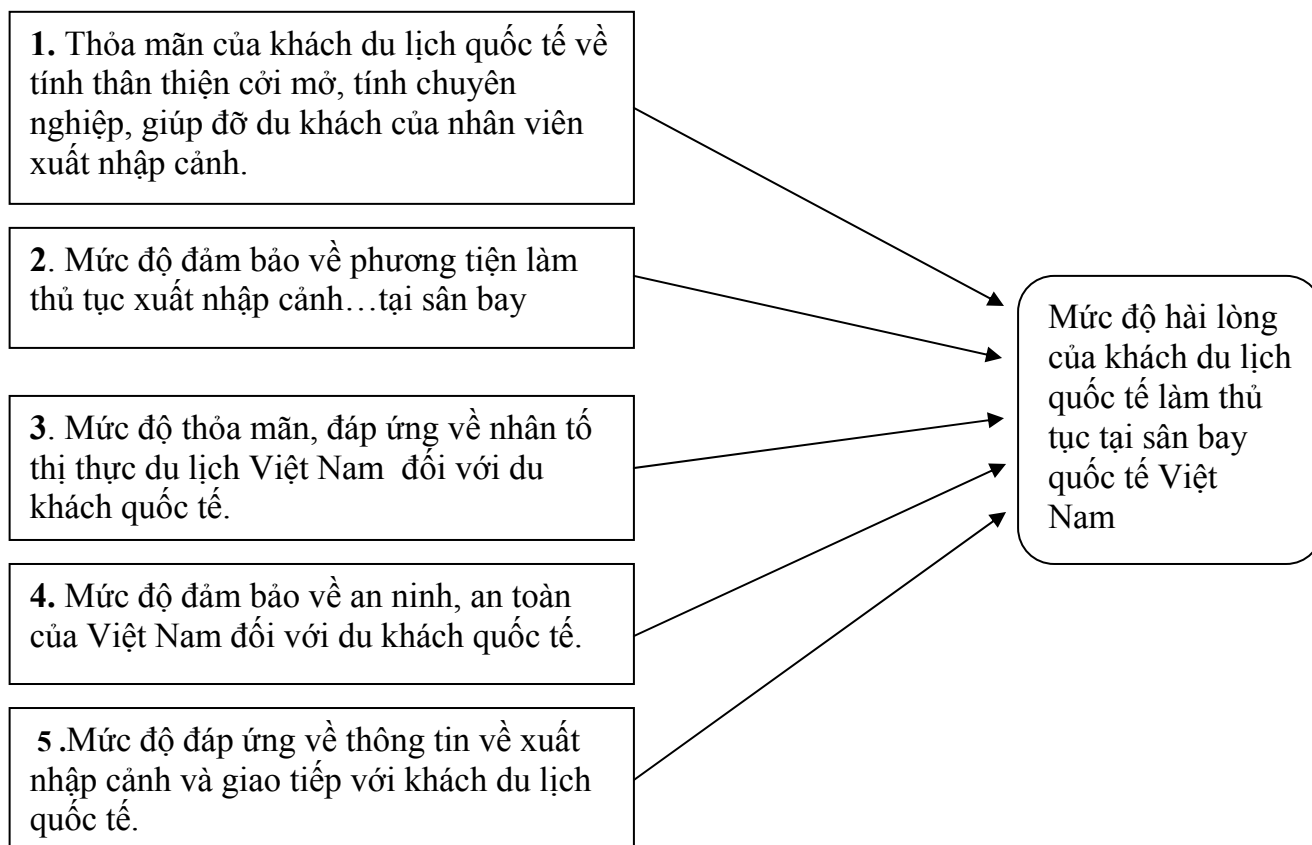 1. Thỏa mãn của khách du lịch quốc tế về
tính thân thiện cởi mở, tính chuyên
nghiệp, giúp đỡ du khách của nhân viên
xuất nhập cảnh.
2. Mức độ đảm bảo về phương tiện làm
thủ tục xuất nhập cảnh…tại sân bay
3. Mức độ thỏa mãn, đáp ứng về nhân tố
thị thực du lịch Việt Nam đối với du
khách quốc tế.
4. Mức độ đảm bảo về an ninh, an toàn
của Việt Nam đối với du khách quốc tế.
5 .Mức độ đáp ứng về thông tin về xuất
nhập cảnh và giao tiếp với khách du lịch
quốc tế.
Mức độ hài lòng
của khách du lịch
quốc tế làm thủ
tục tại sân bay
quốc tế Việt
Nam